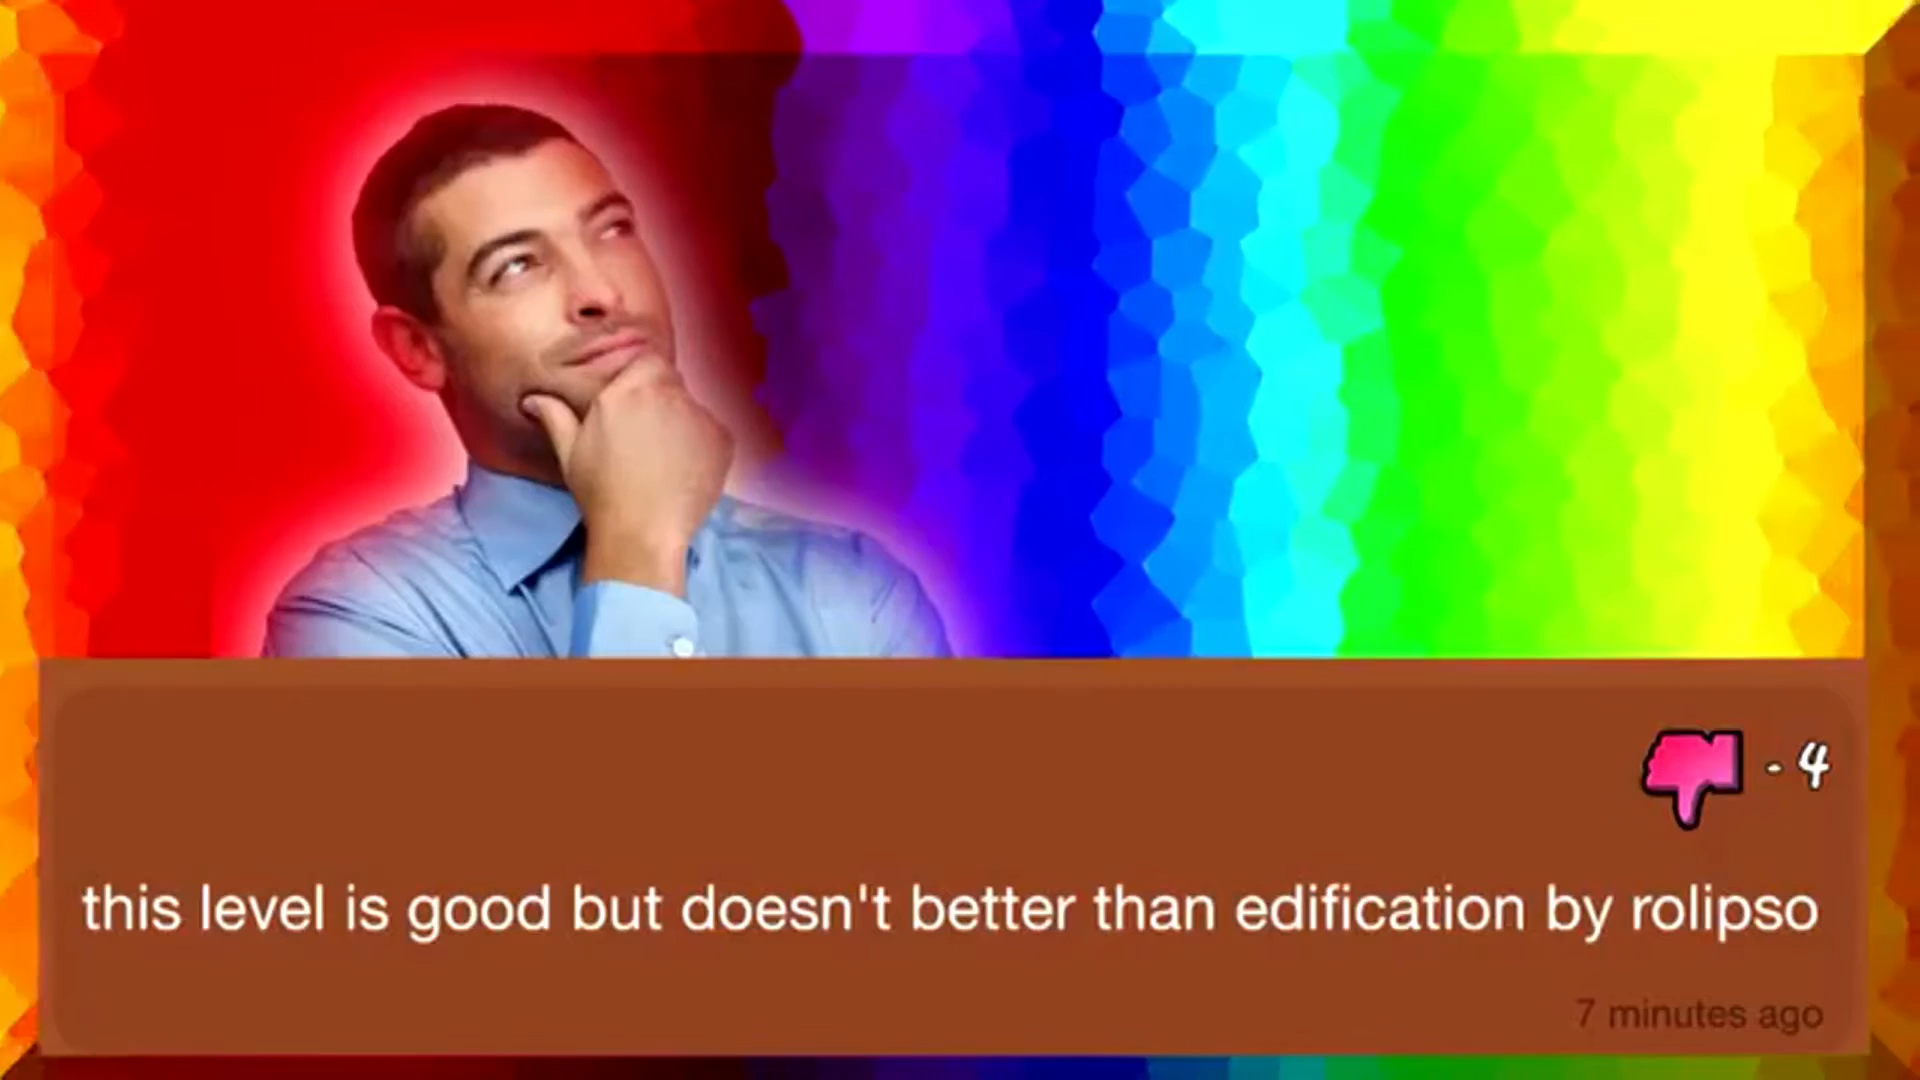 - 4
this level is good but doesn't better than edification by rolipso
7 minutes ago